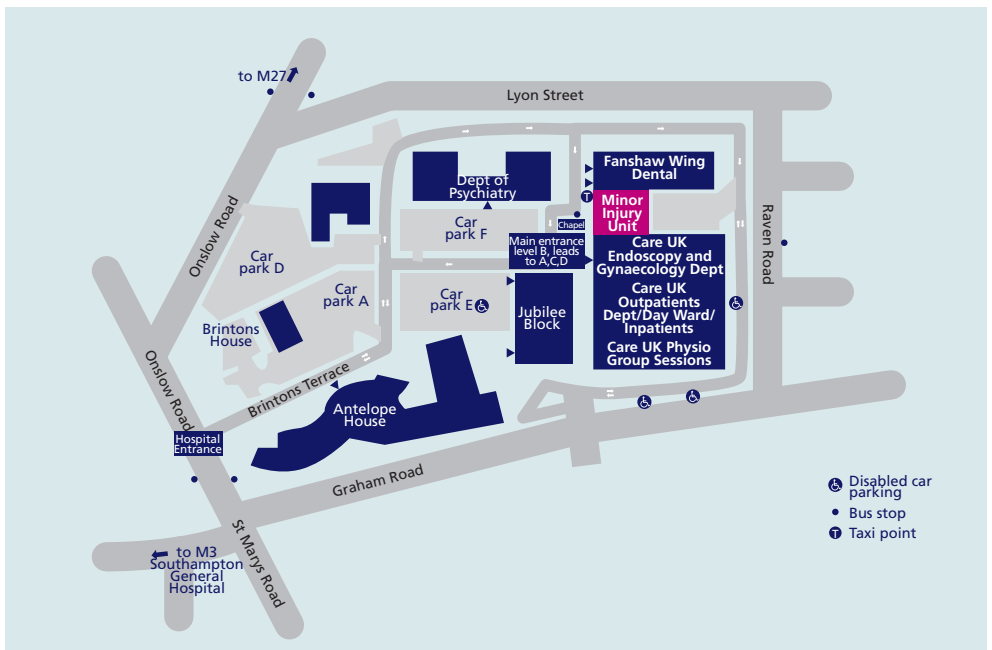 to M27
Lyon Street
Fanshaw Wing
Dental
Dept of
Psychiatry
T
Minor
Injury
Unit
Onslow Road
Raven Road
Car
park F
Chapel
Main entrance
level B, leads
to A,C,D
Care UK
Endoscopy and
Gynaecology Dept
Car
park D
Car
park A
Car
park E
Care UK
Outpatients
Dept/Day Ward/
Inpatients
Jubilee
Block
Brintons
House
Care UK Physio
Group Sessions
Onslow Road
Brintons Terrace
Antelope
House
Hospital
Entrance
Graham Road
St Marys Road
Disabled car
parking
Bus stop
T Taxi point
to M3
Southampton
General
Hospital